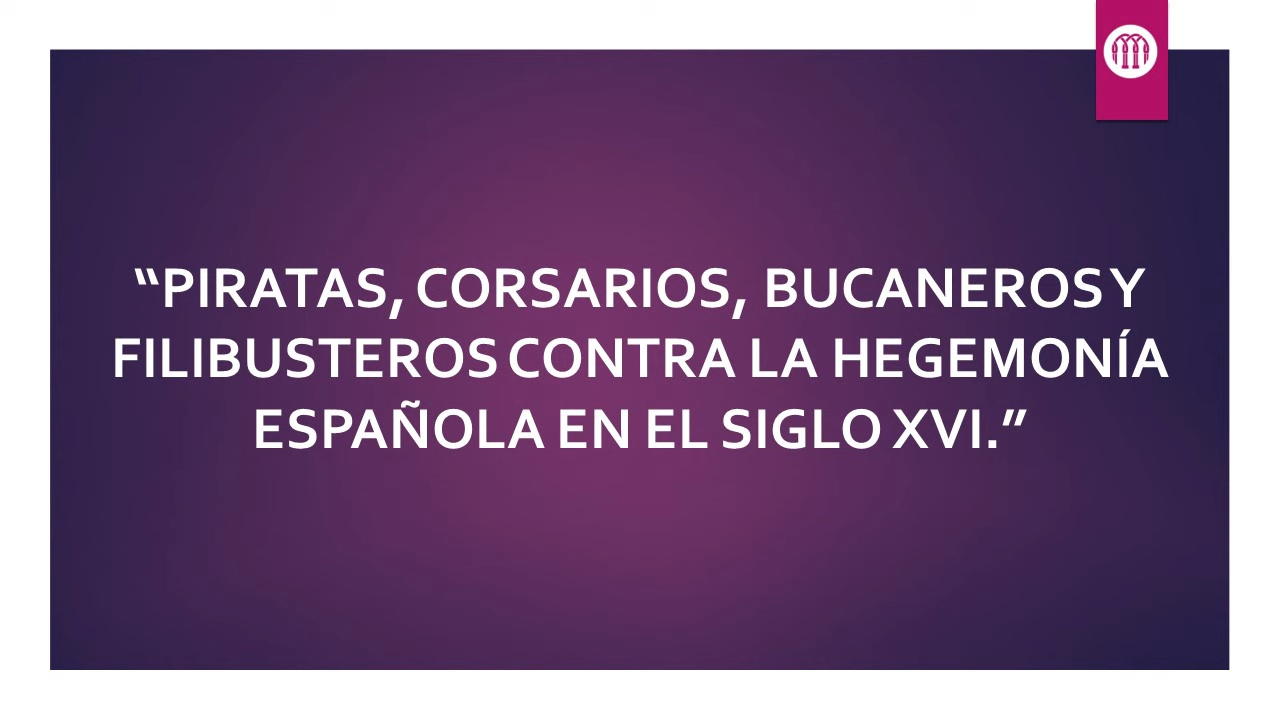 “PIRATAS, CORSARIOS, BUCANEROS Y
FILIBUSTEROS CONTRA LA HEGEMONÍA
ESPAÑOLA EN EL SIGLO XVI.”